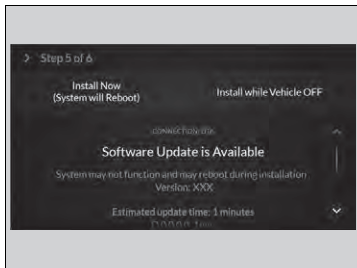 Step 5 of 6
Install Now
(System will Reboot)
Install while Vehicle OFF
Software Update is Available
System may not function and may reboot during installation
Version: XXX
Estimated update time: 1 minutes